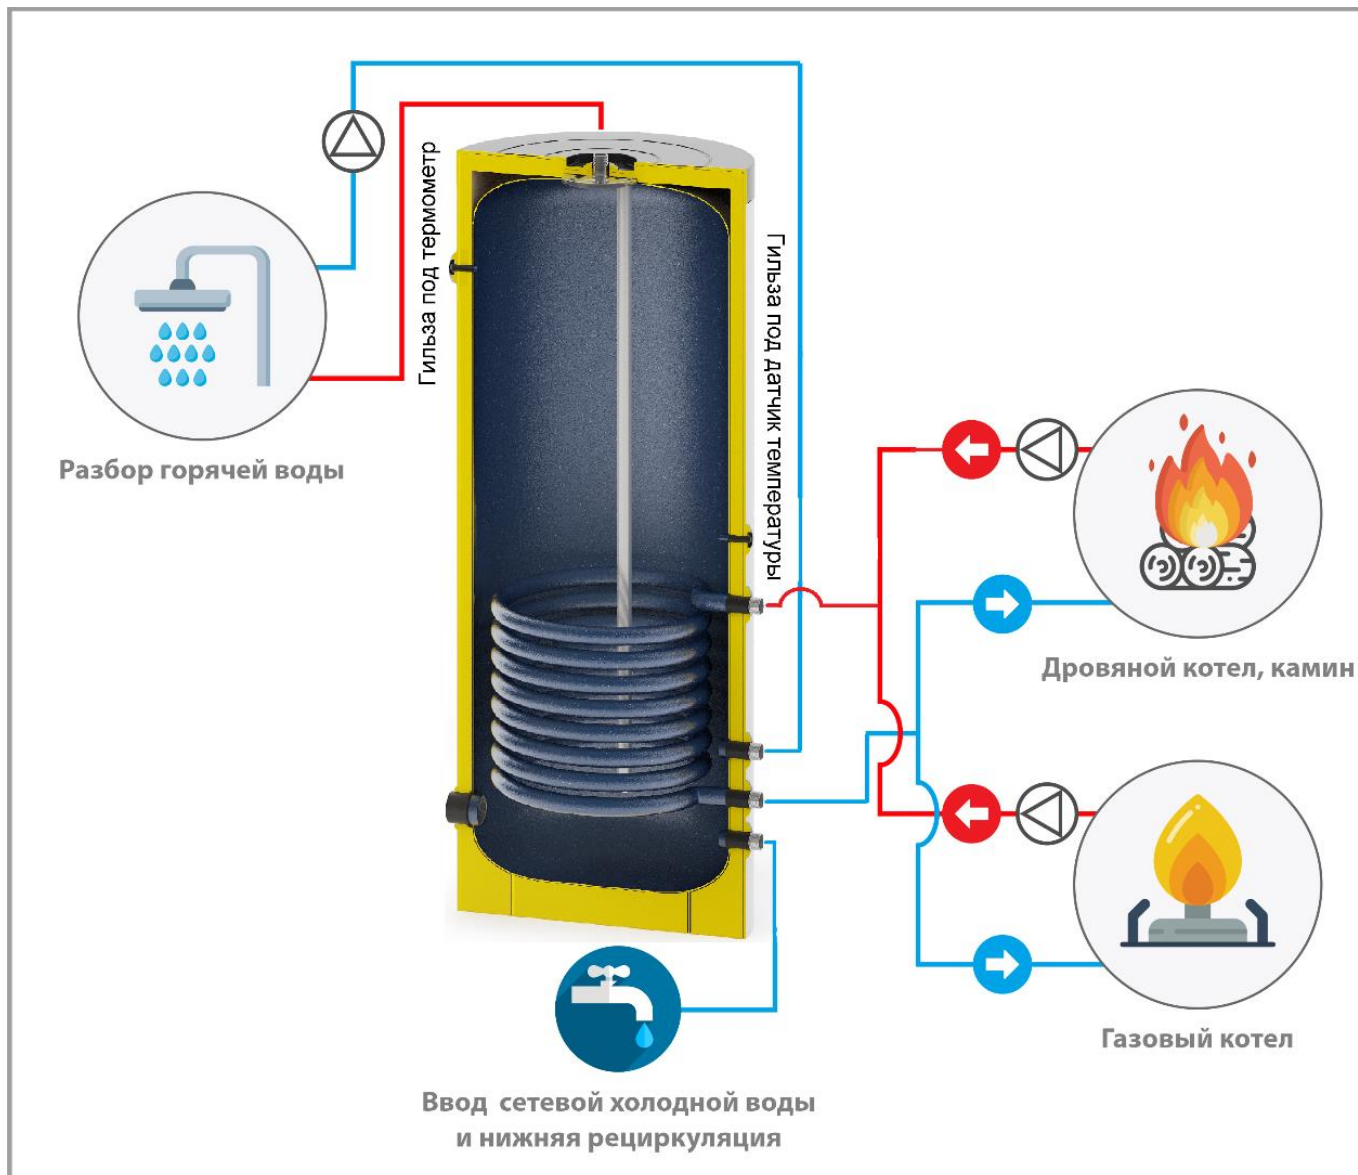 Гильза под термометр
Гильза под датчик температуры
Разбор горячей воды
Дровяной котел, камин
Газовый котел
Ввод сетевой холодной воды
и нижняя рециркуляция